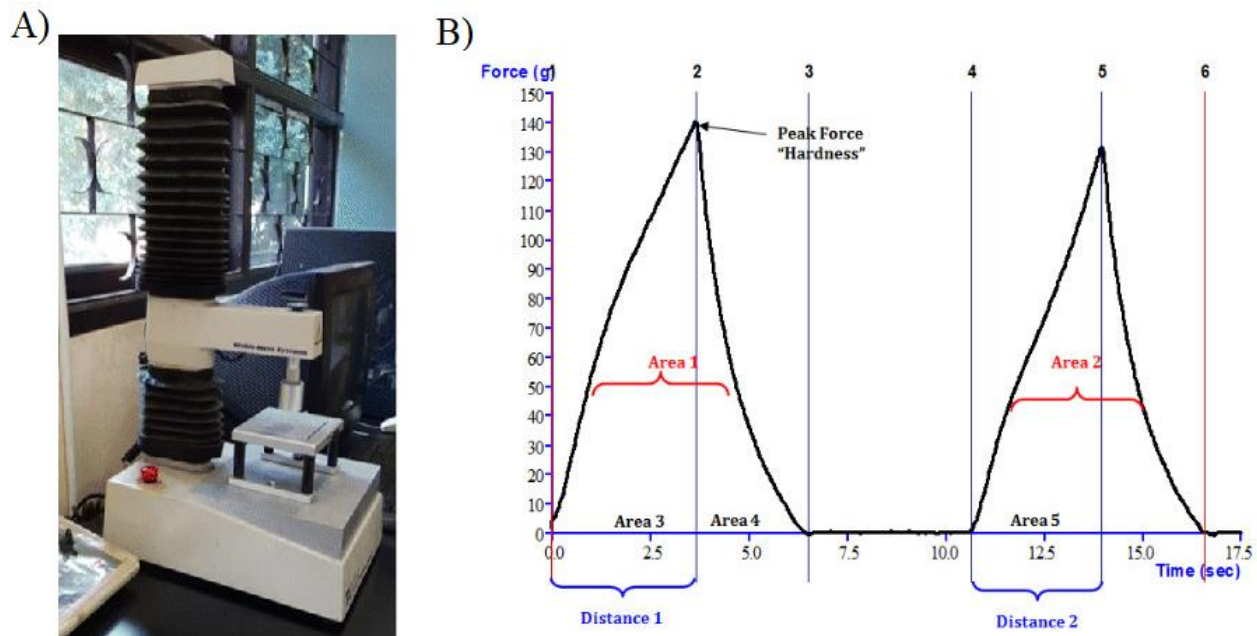 A)
B)
1 2 3 4 5 6
Force (g)
150
140
130
120
110
100
90
80
70
60
50
40
30
20
10
0
Peak Force
“Hardness”
Area 1
Area 2
Area 3 Area 4 Area 5
0.0 2.5 5.0 7.5 10.0 12.5 15.0 17.5
Time (sec)
Distance 1 Distance 2